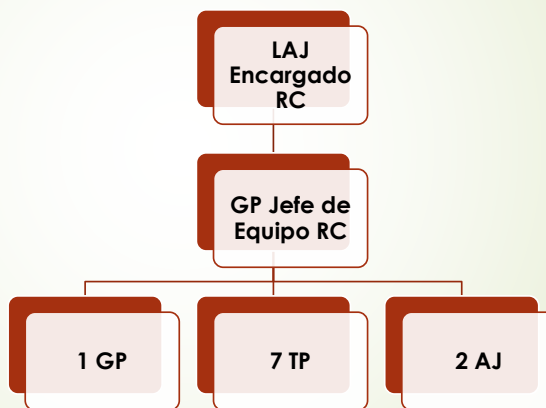 LAJ
Encargado
RC
GP Jefe de
Equipo RC
1 GP
7 TP
2 AJ